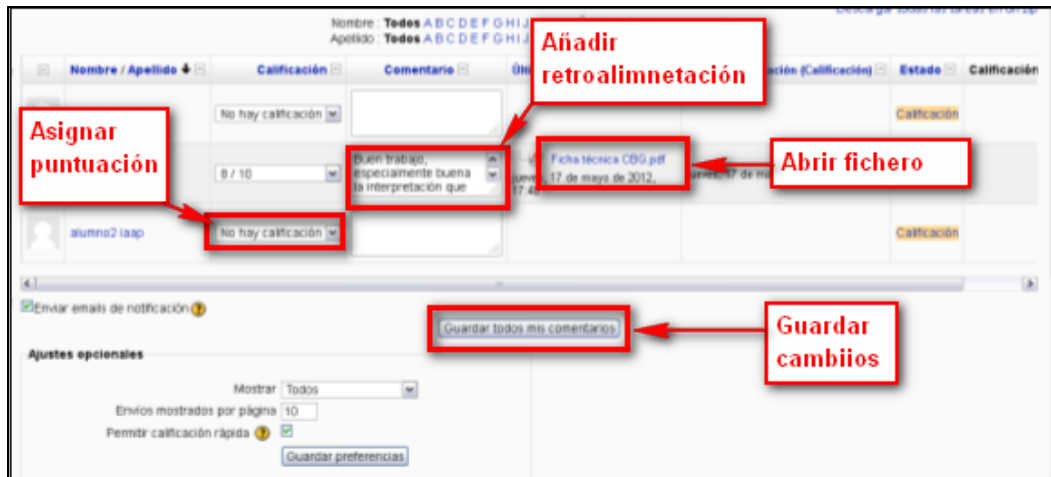 Nombre : Todos A B C D E F G H I J
Apellido : Todos A B C D E F G H I J
Añadir
retroalimnetación
Nombre / Apellido
Calificación
Comentario
(Calificación)
Estado
Calificación
No hay calificación
Calificación
Asignar
puntuación
8 / 10
Buen trabajo,
especialmente buena
la interpretación que
Ficha técnica CBG.pdf
17 de mayo de 2012,
17:46
Abrir fichero
alumno2 iaap
No hay calificación
Calificación
Enviar emails de notificación
Guardar todos mis comentarios
Guardar
cambiios
Ajustes opcionales
Mostrar Todos
Envíos mostrados por página 10
Permitir calificación rápida
Guardar preferencias